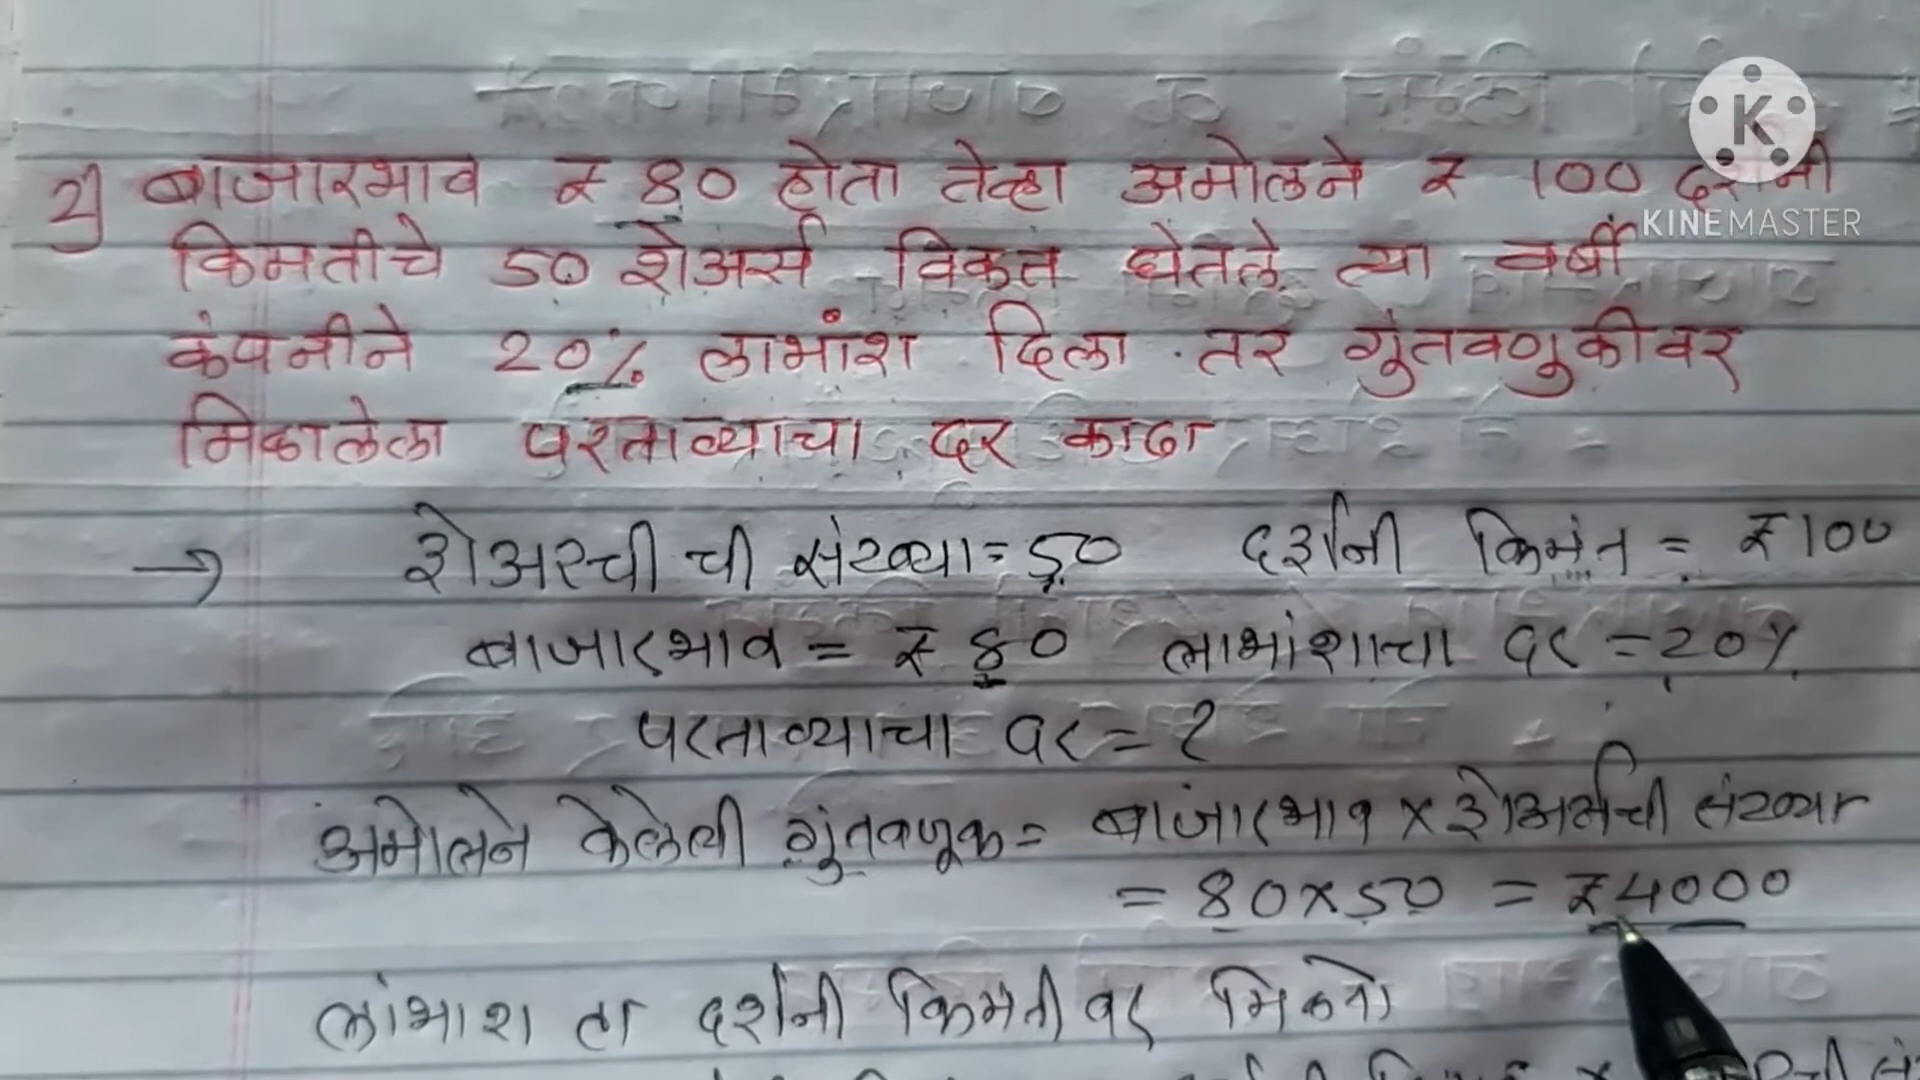 KINEMASTER
2) बाजारभाव ₹ 80 होता तेव्हा अमोलने ₹ 100 दर्शनी
किमतीचे 50 शेअर्स विकत घेतले. त्या वर्षी
कंपनीने 20% लाभांश दिला. तर गुंतवणुकीवर
मिळालेला परताव्याचा दर काढा
→ शेअरची ची संख्या = 50 दर्शनी किमंत = ₹100
बाजारभाव = ₹ 80 लाभांशाचा दर = 20%
परताव्याचा दर = ?
अमोलने केलेली गुंतवणूक = बाजारभाव × शेअर्सची संख्या
= 80×50 = ₹4000
लांभाश हा दर्शनी किमती वर मिळतो